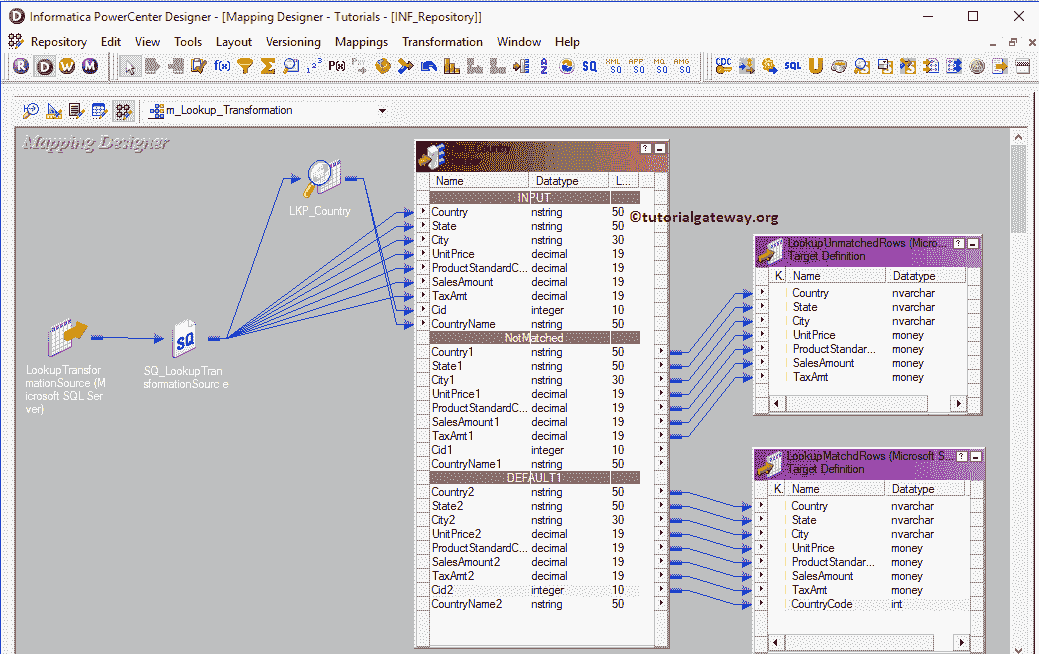 Informatica PowerCenter Designer - [Mapping Designer - Tutorials - [INF_Repository]]
Repository Edit View Tools Layout Versioning Mappings Transformation Window Help
m_Lookup_Transformation
Mapping Designer
LKP_Country
LookupTransfor
mationSource (M
icrosoft SQL Ser
ver)
SQ_LookupTran
sformationSource
Name Datatype L...
INPUT
Country nstring 50
State nstring 50
City nstring 30
UnitPrice decimal 19
ProductStandardC... decimal 19
SalesAmount decimal 19
TaxAmt decimal 19
Cid integer 10
CountryName nstring 50
NotMatched
Country1 nstring 50
State1 nstring 50
City1 nstring 30
UnitPrice1 decimal 19
ProductStandardC... decimal 19
SalesAmount1 decimal 19
TaxAmt1 decimal 19
Cid1 integer 10
CountryName1 nstring 50
DEFAULT1
Country2 nstring 50
State2 nstring 50
City2 nstring 30
UnitPrice2 decimal 19
ProductStandardC... decimal 19
SalesAmount2 decimal 19
TaxAmt2 decimal 19
Cid2 integer 10
CountryName2 nstring 50
©tutorialgateway.org
LookupUnmatchedRows (Micro...
Target Definition
K. Name Datatype
Country nvarchar
State nvarchar
City nvarchar
UnitPrice money
ProductStandar... money
SalesAmount money
TaxAmt money
LookupMatchdRows (Microsoft S...
Target Definition
K. Name Datatype
Country nvarchar
State nvarchar
City nvarchar
UnitPrice money
ProductStandar... money
SalesAmount money
TaxAmt money
CountryCode int